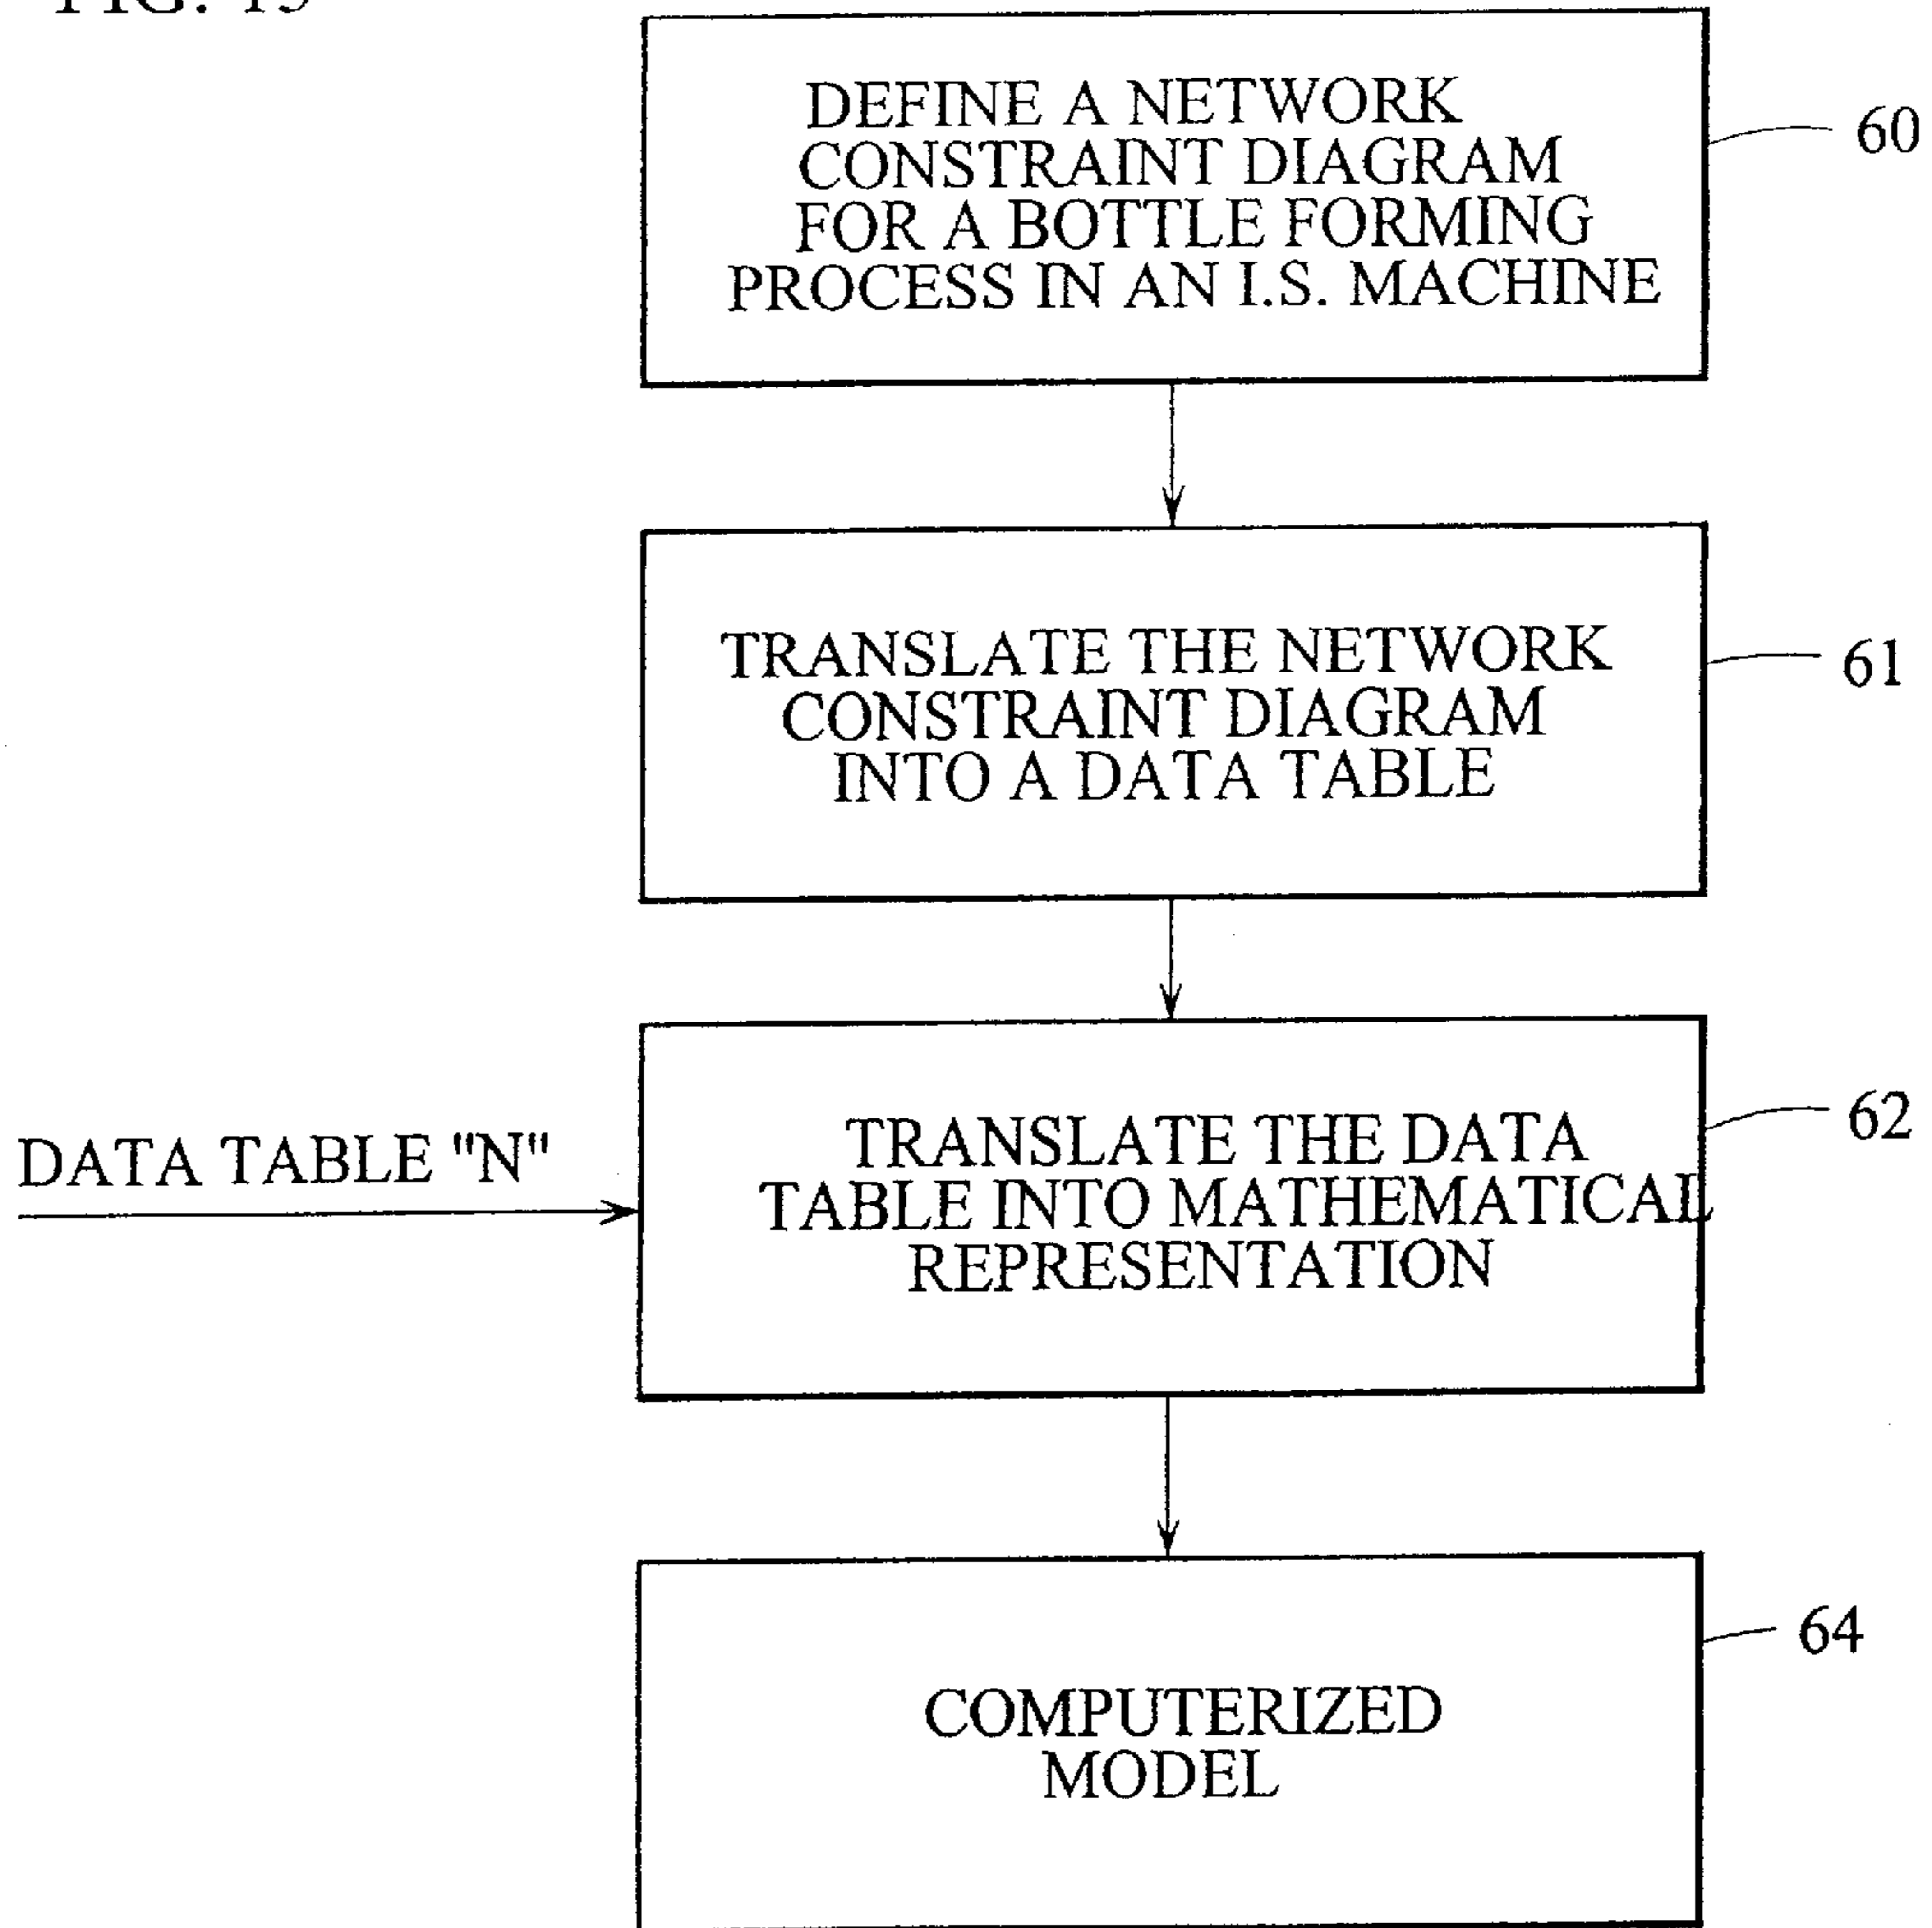 DEFINE A NETWORK
CONSTRAINT DIAGRAM
FOR A BOTTLE FORMING
PROCESS IN AN I.S. MACHINE
60
TRANSLATE THE NETWORK
CONSTRAINT DIAGRAM
INTO A DATA TABLE
61
DATA TABLE "N"
TRANSLATE THE DATA
TABLE INTO MATHEMATICAL
REPRESENTATION
62
COMPUTERIZED
MODEL
64